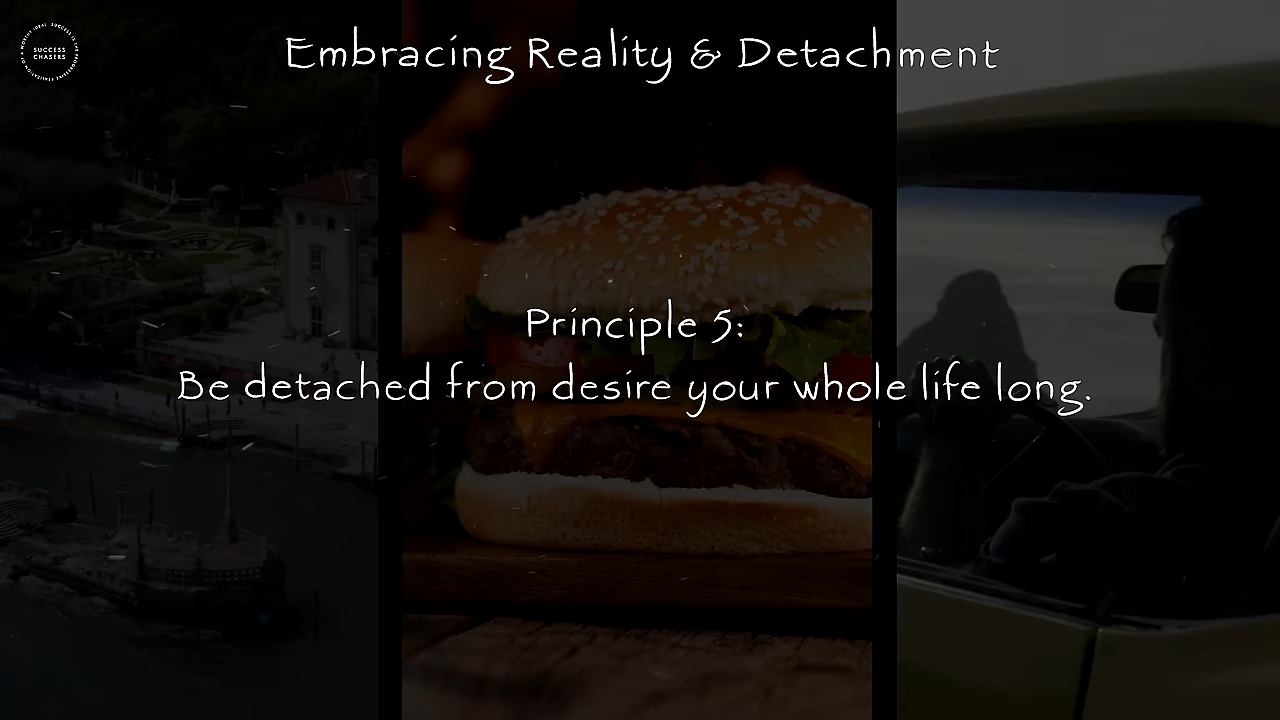 SUCCESS
CHASERS
Embracing Reality & Detachment
Principle 5:
Be detached from desire your whole life long.